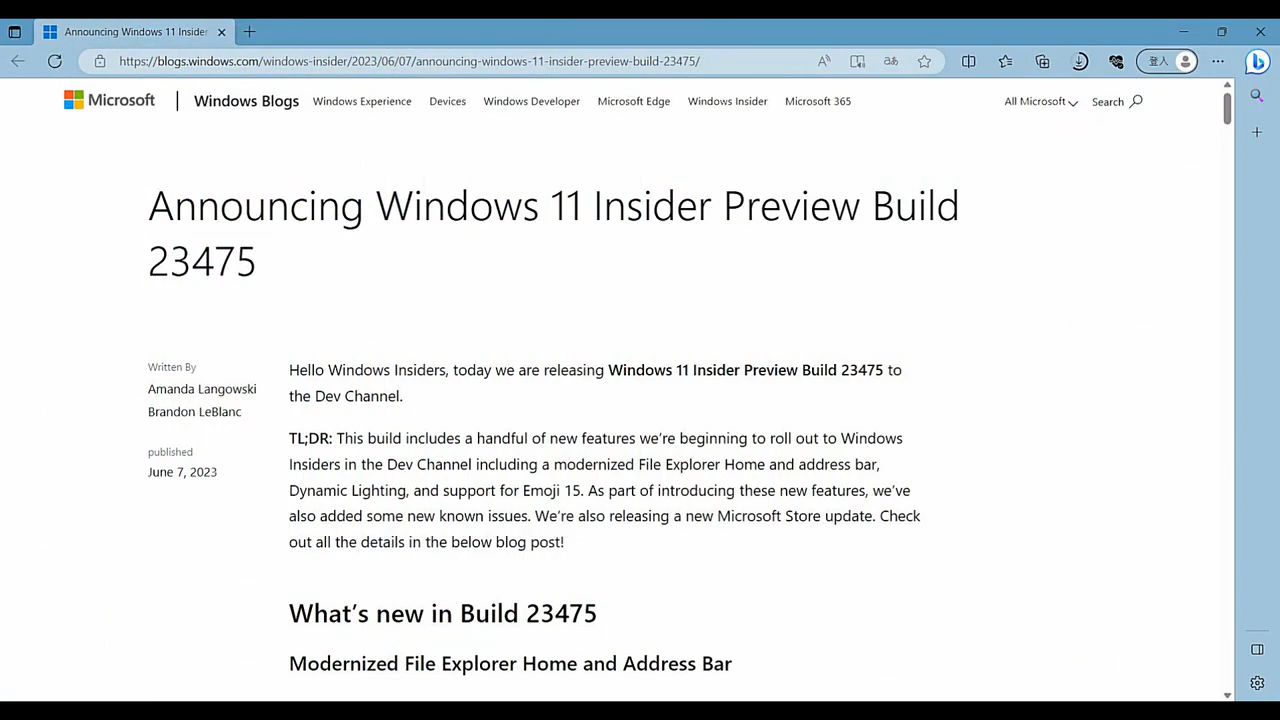 Announcing Windows 11 Insider
https://blogs.windows.com/windows-insider/2023/06/07/announcing-windows-11-insider-preview-build-23475/
登入
Microsoft
Windows Blogs
Windows Experience
Devices
Windows Developer
Microsoft Edge
Windows Insider
Microsoft 365
All Microsoft
Search
Announcing Windows 11 Insider Preview Build
23475
Written By
Amanda Langowski
Brandon LeBlanc
published
June 7, 2023
Hello Windows Insiders, today we are releasing Windows 11 Insider Preview Build 23475 to
the Dev Channel.
TL;DR: This build includes a handful of new features we’re beginning to roll out to Windows
Insiders in the Dev Channel including a modernized File Explorer Home and address bar,
Dynamic Lighting, and support for Emoji 15. As part of introducing these new features, we’ve
also added some new known issues. We’re also releasing a new Microsoft Store update. Check
out all the details in the below blog post!
What’s new in Build 23475
Modernized File Explorer Home and Address Bar